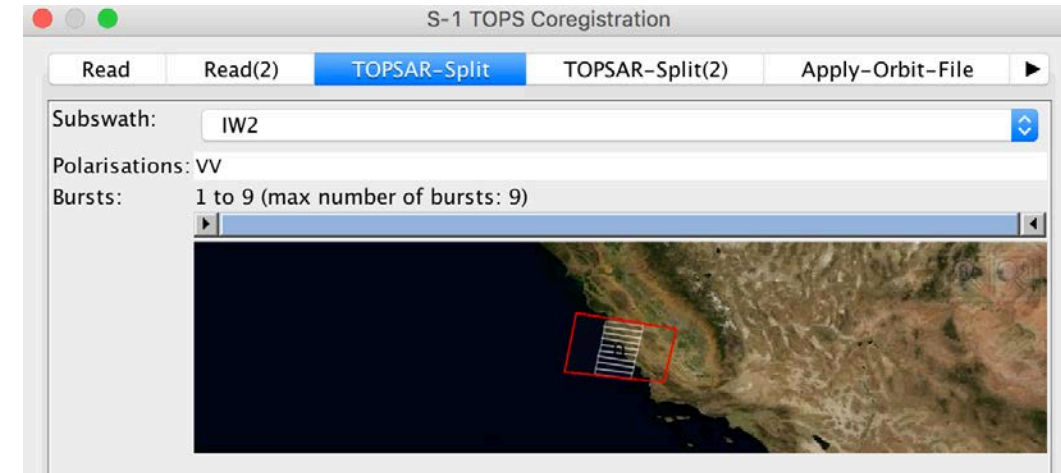 S-1 TOPS Coregistration
Read Read(2) TOPSAR-Split TOPSAR-Split(2) Apply-Orbit-File
Subswath: IW2
Polarisations: VV
Bursts: 1 to 9 (max number of bursts: 9)